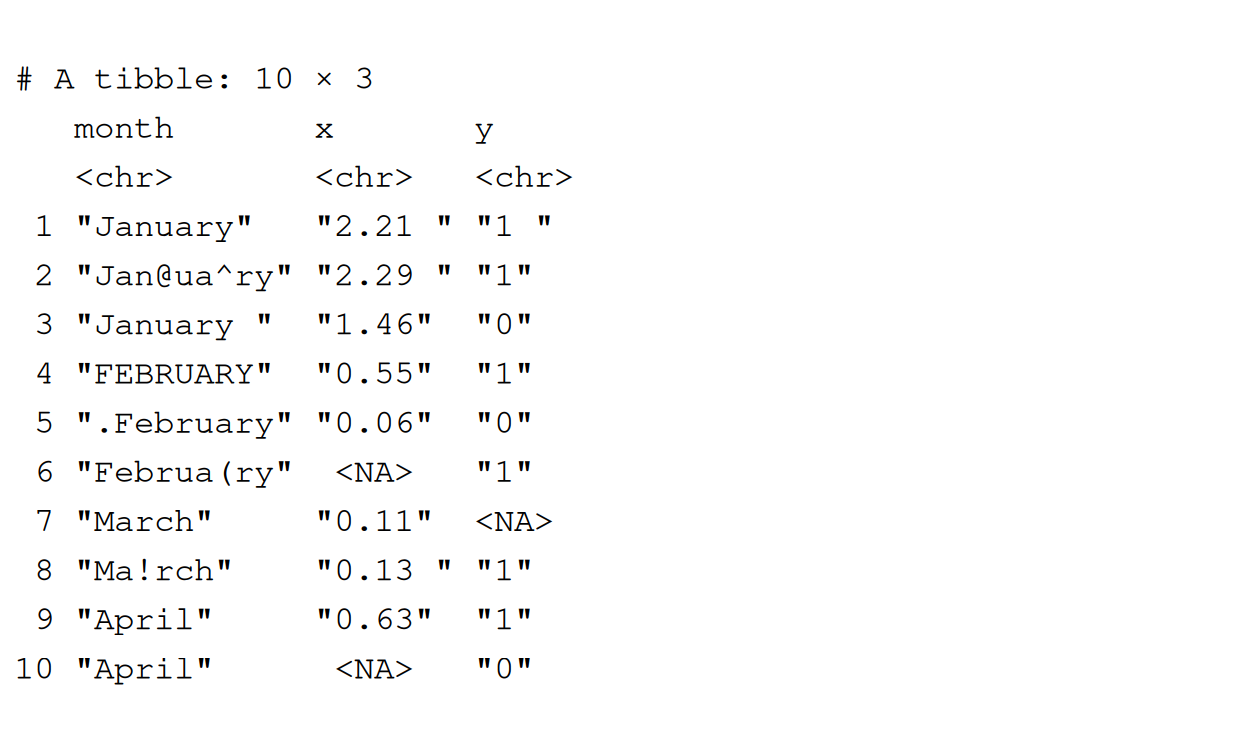 # A tibble: 10 × 3
   month       x       y
   <chr>       <chr>   <chr>
 1 "January"   "2.21 " "1 "
 2 "Jan@ua^ry" "2.29 " "1"
 3 "January "  "1.46"  "0"
 4 "FEBRUARY"  "0.55"  "1"
 5 ".February" "0.06"  "0"
 6 "Februa(ry"  <NA>   "1"
 7 "March"     "0.11"  <NA>
 8 "Ma!rch"    "0.13 " "1"
 9 "April"     "0.63"  "1"
10 "April"      <NA>   "0"